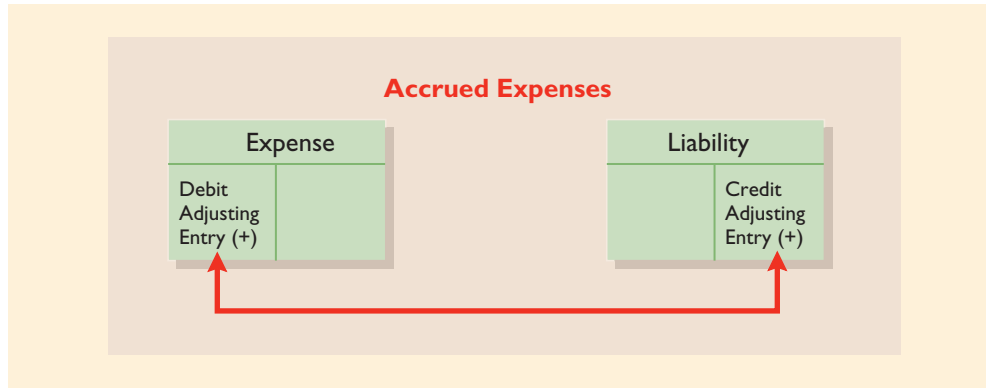 Accrued Expenses
Expense
Debit
Adjusting
Entry (+)
Liability
Credit
Adjusting
Entry (+)